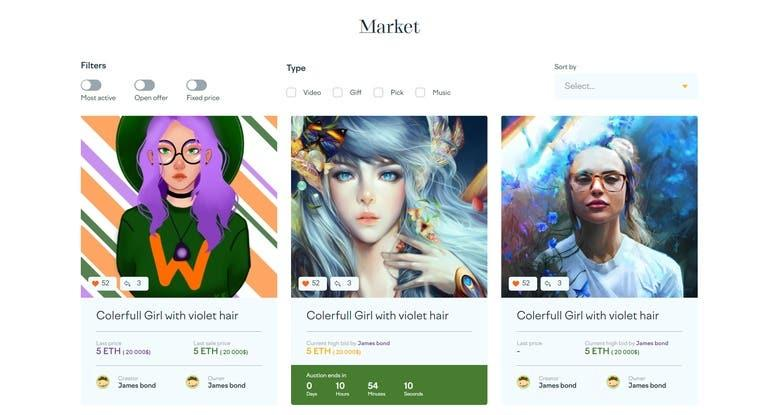 Market
Filters
Most active
Open offer
Fixed price
Type
Video
Giff
Pick
Music
Sort by
Select...
W
52
3
Colerfull Girl with violet hair
Last price
5 ETH ( 20 000$)
Last sale price
5 ETH ( 20 000$)
Creator
James bond
Owner
James bond
52
3
Colerfull Girl with violet hair
Current high bid by James bond
5 ETH ( 20 000$)
Auction ends in
0 10 54 10
Days Hours Minutes Seconds
52
3
Colerfull Girl with violet hair
Last price
-
Current high bid by James bond
5 ETH ( 20 000$)
Creator
James bond
Owner
James bond